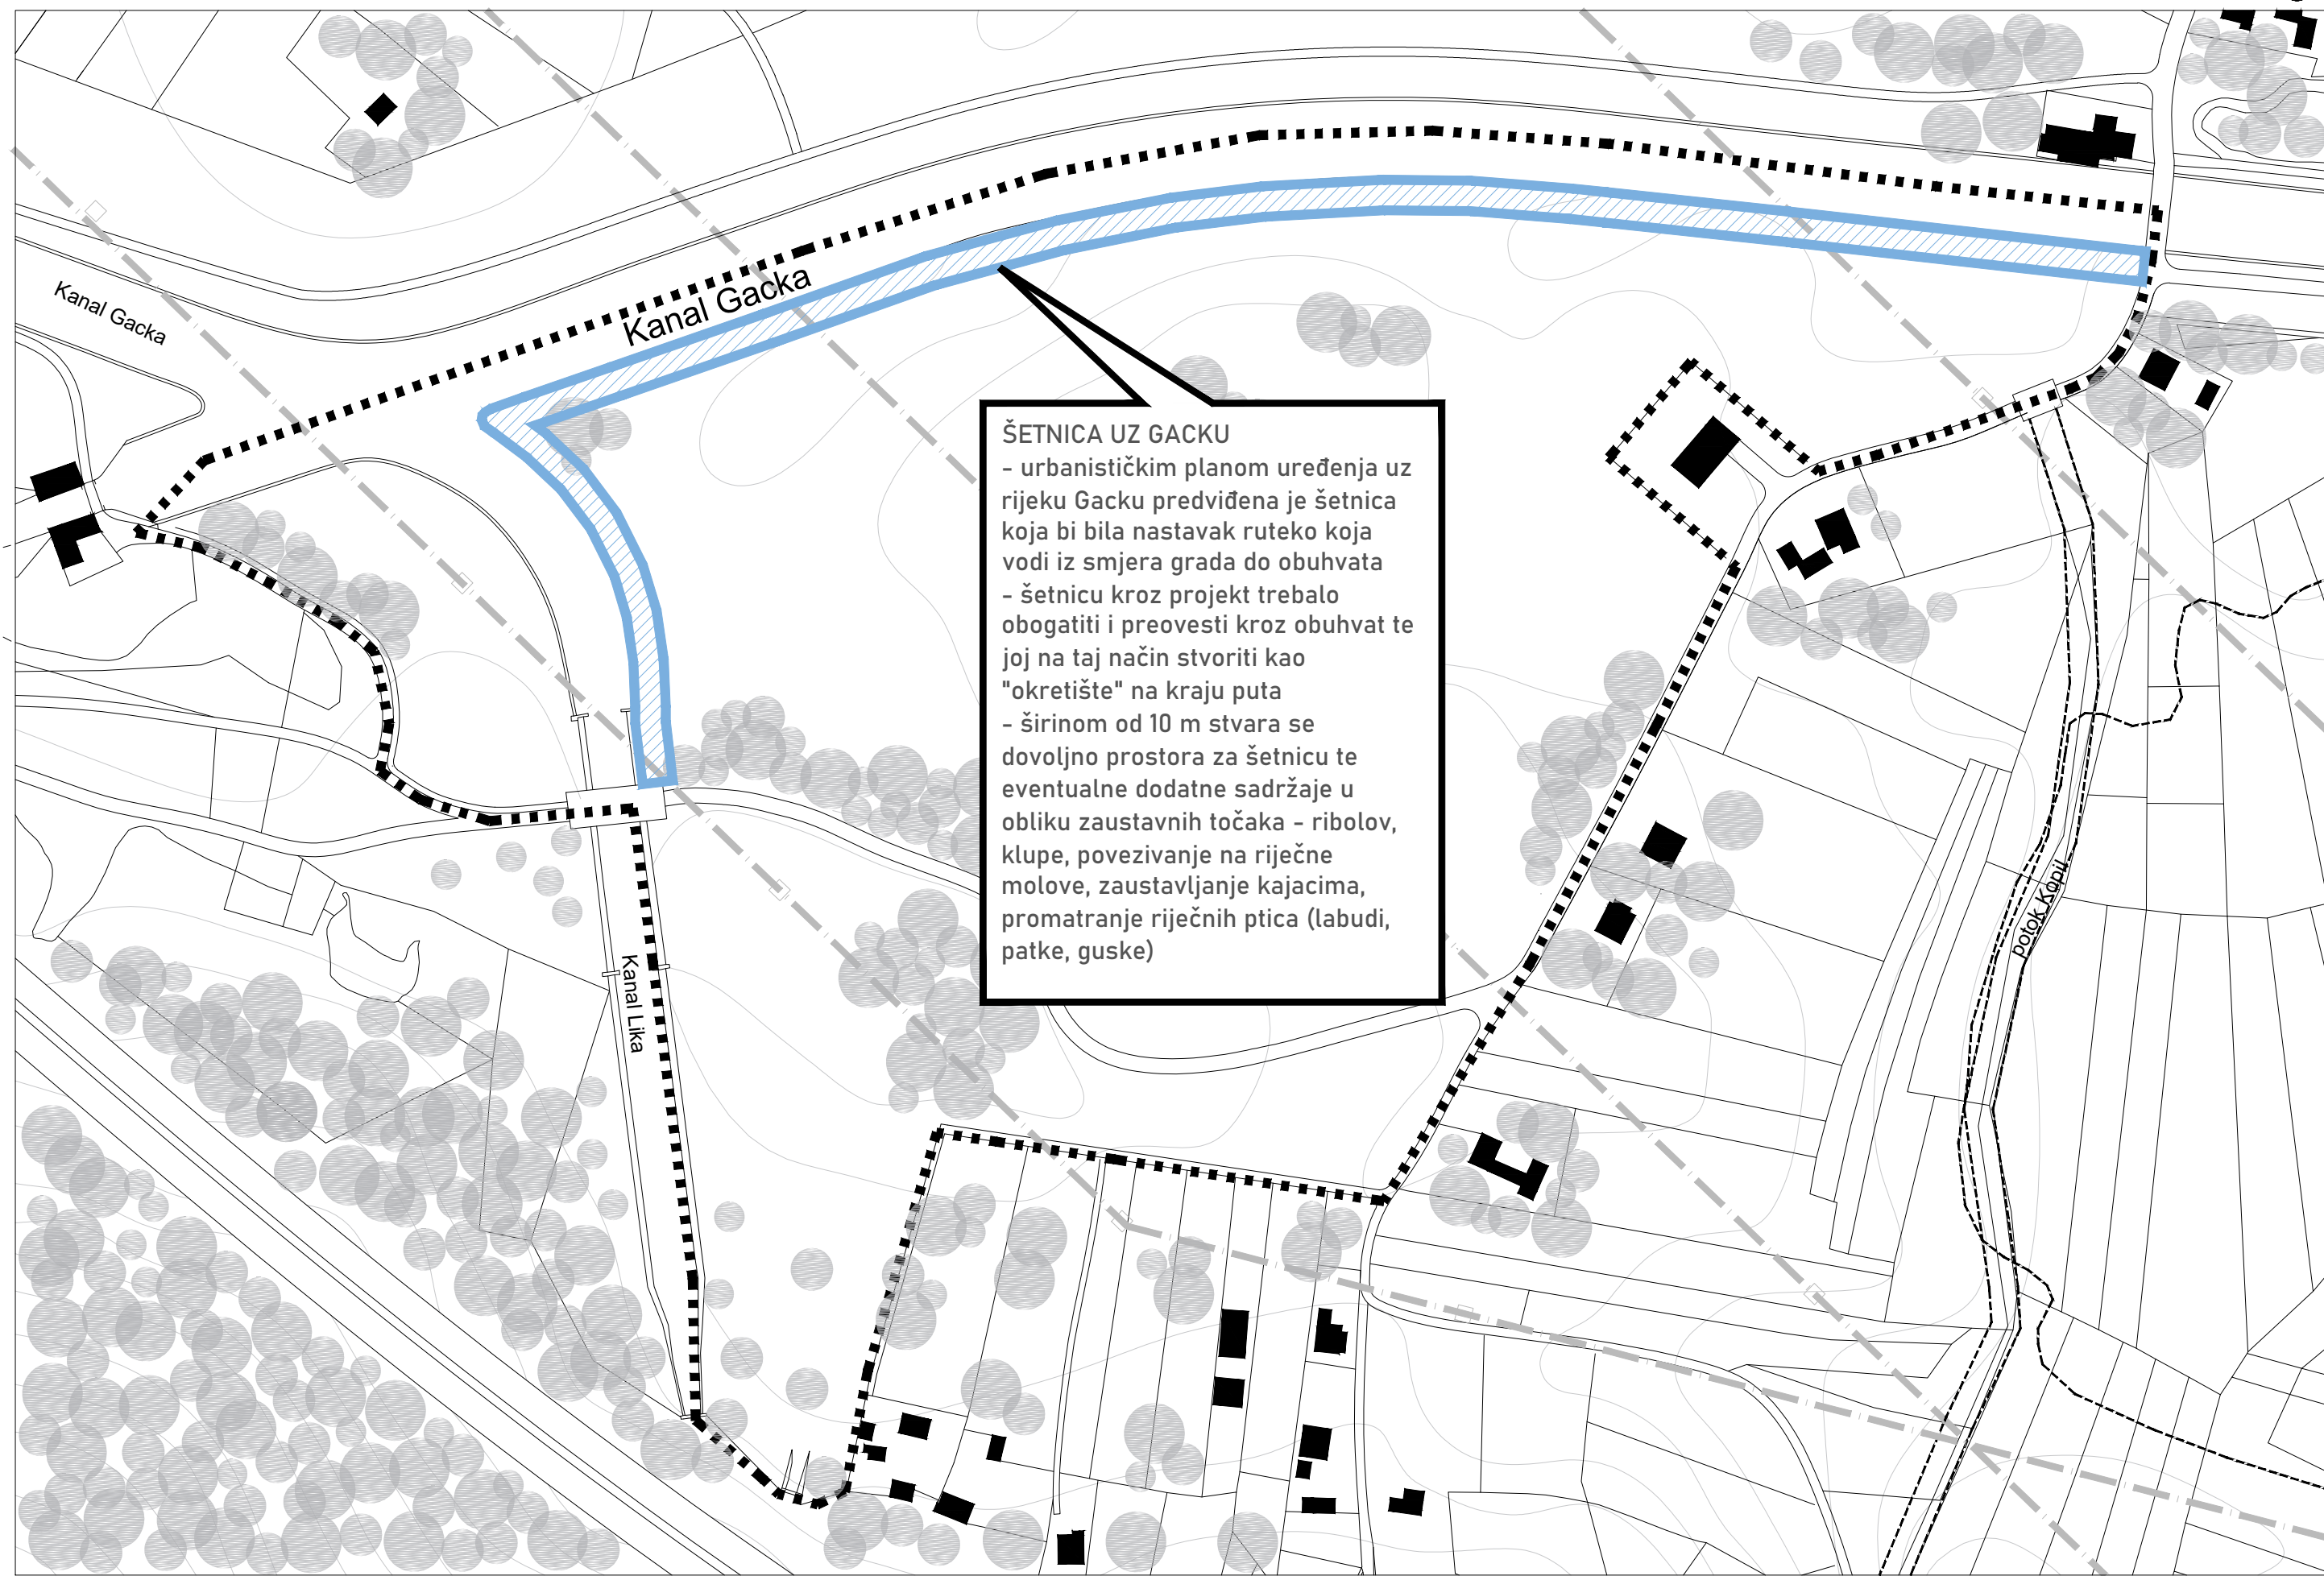 Kanal Gacka
Kanal Gacka
ŠETNICA UZ GACKU
- urbanističkim planom uređenja uz
rijeku Gacku predviđena je šetnica
koja bi bila nastavak ruteko koja
vodi iz smjera grada do obuhvata
- šetnicu kroz projekt trebalo
obogatiti i preovesti kroz obuhvat te
joj na taj način stvoriti kao
"okretište" na kraju puta
- širinom od 10 m stvara se
dovoljno prostora za šetnicu te
eventualne dodatne sadržaje u
obliku zaustavnih točaka - ribolov,
klupe, povezivanje na riječne
molove, zaustavljanje kajacima,
promatranje riječnih ptica (labudi,
patke, guske)
potok Kopil
Kanal Lika